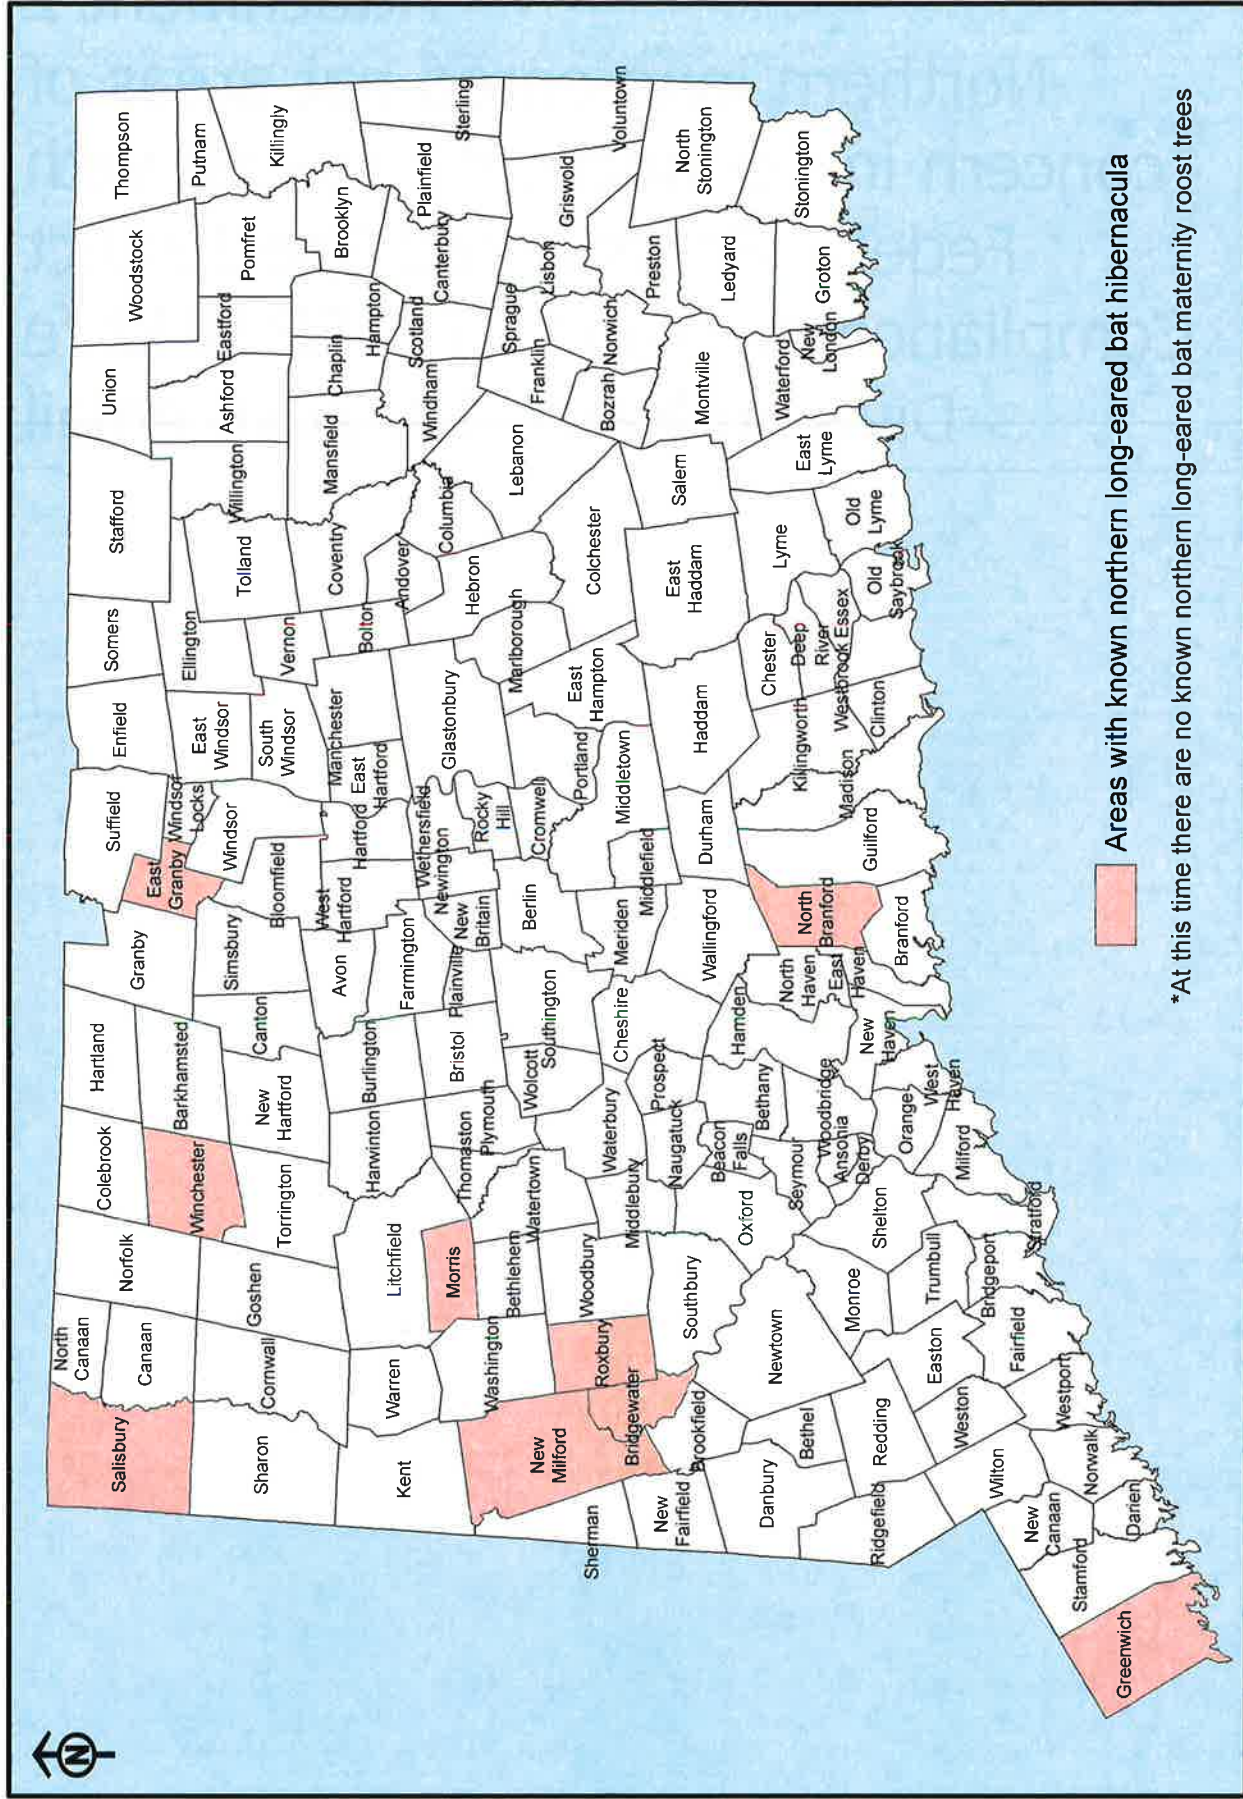 N
North
Canaan
Salisbury
Canaan
Norfolk
Colebrook
Hartland
Granby
Suffield
Enfield
Somers
Stafford
Union
Woodstock
Thompson
Putnam
Killingly
Pomfret
Eastford
Ashford
Willington
Tolland
Ellington
East
Windsor
Windsor
Locks
East
Granby
Barkhamsted
Winchester
Goshen
Cornwall
Sharon
Torrington
New
Hartford
Canton
Simsbury
Bloomfield
Windsor
South
Windsor
Vernon
Bolton
Coventry
Mansfield
Chaplin
Hampton
Brooklyn
Plainfield
Sterling
Canterbury
Scotland
Windham
Columbia
Andover
Hebron
Manchester
East
Hartford
Hartford
West
Hartford
Avon
Burlington
Harwinton
Litchfield
Warren
Kent
Morris
Thomaston
Plymouth
Bristol
Farmington
Plainville
New
Britain
Newington
Wethersfield
Glastonbury
Rocky
Hill
Marlborough
Lebanon
Franklin
Sprague
Lisbon
Griswold
Voluntown
Norwich
Bozrah
Preston
North
Stonington
Colchester
East
Hampton
Portland
Cromwell
Berlin
Southington
Wolcott
Watertown
Bethlehem
Washington
New
Milford
Roxbury
Woodbury
Bridgewater
Sherman
New
Fairfield
Brookfield
Southbury
Middlebury
Waterbury
Naugatuck
Prospect
Cheshire
Meriden
Middlefield
Middletown
Haddam
East
Haddam
Salem
Montville
Ledyard
Stonington
Groton
New
London
Waterford
East
Lyme
Lyme
Old
Lyme
Old
Saybrook
Essex
Deep
River
Chester
Westbrook
Killingworth
Clinton
Madison
Guilford
Durham
Wallingford
North
Branford
Branford
North
Haven
East
Haven
Hamden
New
Haven
Bethany
Woodbridge
Beacon
Falls
Seymour
Ansonia
Derby
Oxford
Orange
West
Haven
Milford
Shelton
Stratford
Trumbull
Bridgeport
Monroe
Newtown
Danbury
Bethel
Redding
Easton
Fairfield
Weston
Westport
Ridgefield
Wilton
Norwalk
New
Canaan
Darien
Stamford
Greenwich
Areas with known northern long-eared bat hibernacula
*At this time there are no known northern long-eared bat maternity roost trees